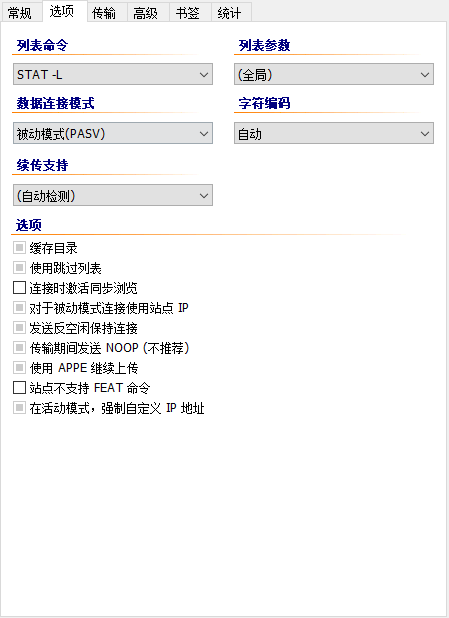 常规 选项 传输 高级 书签 统计
列表命令 列表参数
STAT -L (全局)
数据连接模式 字符编码
被动模式(PASV) 自动
续传支持
(自动检测)
选项
缓存目录
使用跳过列表
连接时激活同步浏览
对于被动模式连接使用站点 IP
发送反空闲保持连接
传输期间发送 NOOP (不推荐)
使用 APPE 继续上传
站点不支持 FEAT 命令
在活动模式，强制自定义 IP 地址